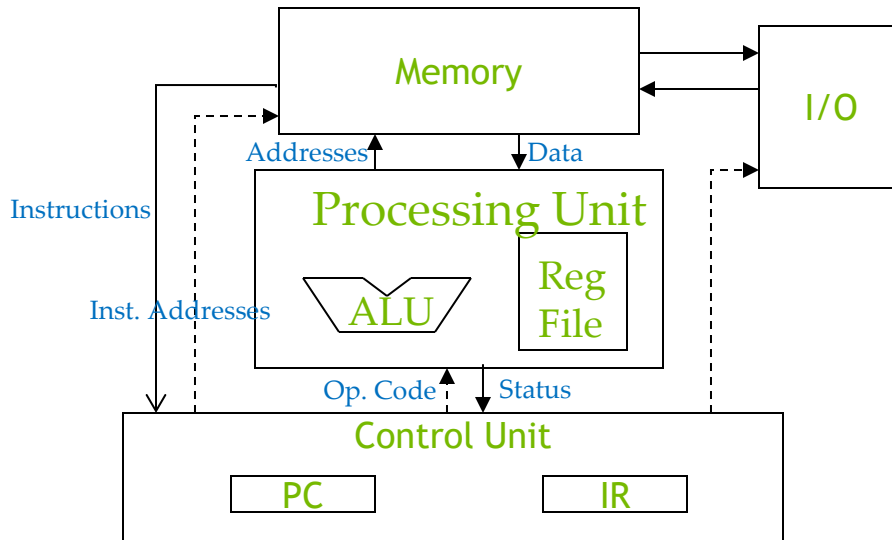 Memory
I/O
Addresses
Data
Instructions
Processing Unit
ALU
Reg
File
Inst. Addresses
Op. Code
Status
Control Unit
PC
IR